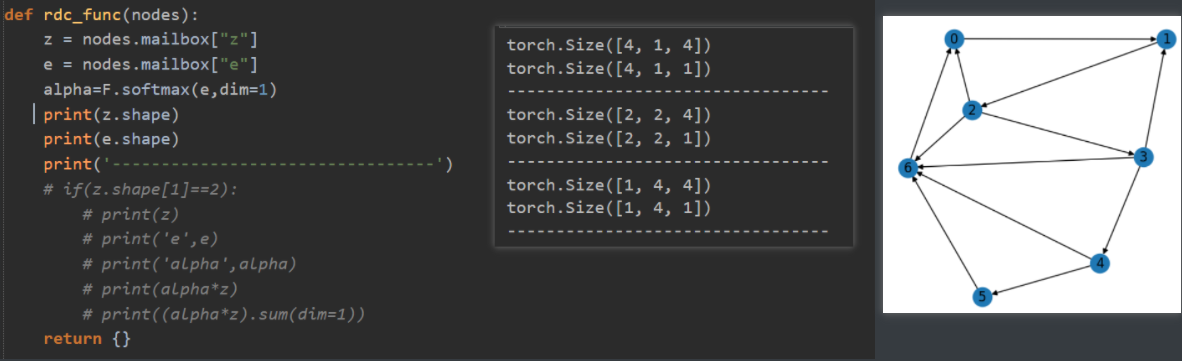 def rdc_func(nodes):
    z = nodes.mailbox["z"]
    e = nodes.mailbox["e"]
    alpha=F.softmax(e,dim=1)
    print(z.shape)
    print(e.shape)
    print('---------------------------------')
    # if(z.shape[1]==2):
        # print(z)
        # print('e',e)
        # print('alpha',alpha)
        # print(alpha*z)
        # print((alpha*z).sum(dim=1))
    return {}
torch.Size([4, 1, 4])
torch.Size([4, 1, 1])
---------------------------------
torch.Size([2, 2, 4])
torch.Size([2, 2, 1])
---------------------------------
torch.Size([1, 4, 4])
torch.Size([1, 4, 1])
---------------------------------
0
1
2
3
6
4
5